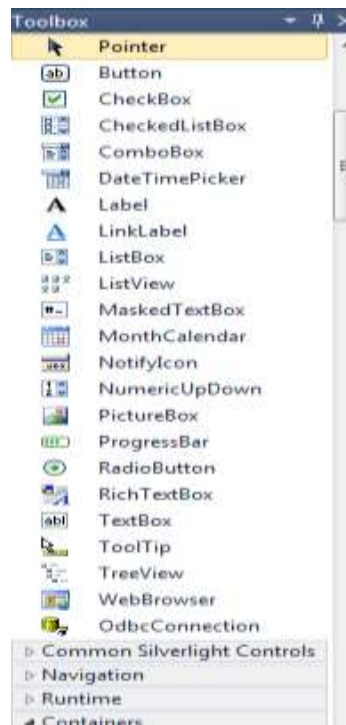 Toolbox
Pointer
Button
CheckBox
CheckedListBox
ComboBox
DateTimePicker
Label
LinkLabel
ListBox
ListView
MaskedTextBox
MonthCalendar
NotifyIcon
NumericUpDown
PictureBox
ProgressBar
RadioButton
RichTextBox
TextBox
ToolTip
TreeView
WebBrowser
OdbcConnection
Common Silverlight Controls
Navigation
Runtime
Containers